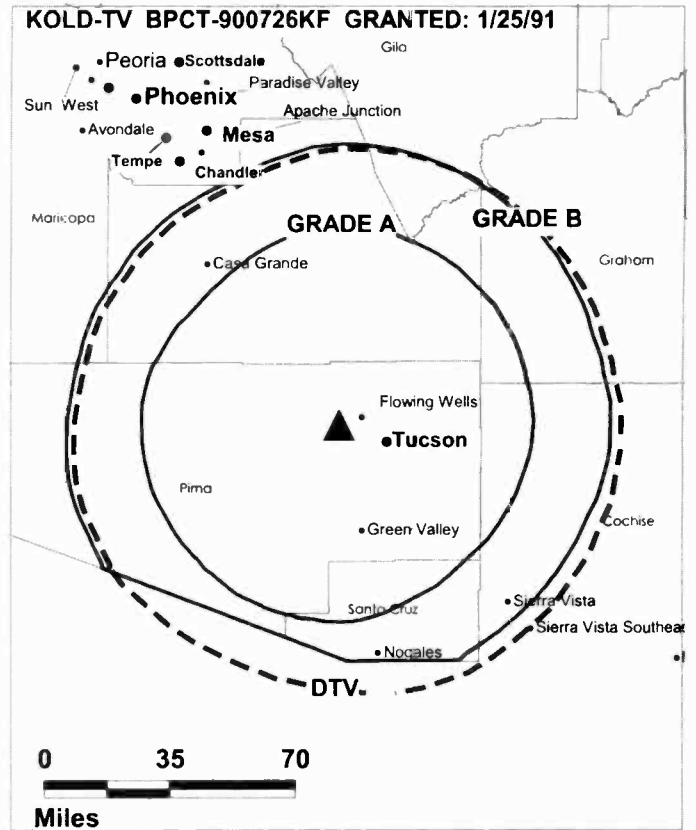 KOLD-TV BPCT-900726KF GRANTED: 1/25/91
Gila
Peoria
Scottsdale
Paradise Valley
Sun West
Phoenix
Apache Junction
Avondale
Mesa
Tempe
Chandler
Maricopa
GRADE A
GRADE B
Casa Grande
Graham
Flowing Wells
Tucson
Pima
Green Valley
Cochise
Santa Cruz
Sierra Vista
Sierra Vista Southeas
Nogales
DTV
0 35 70
Miles